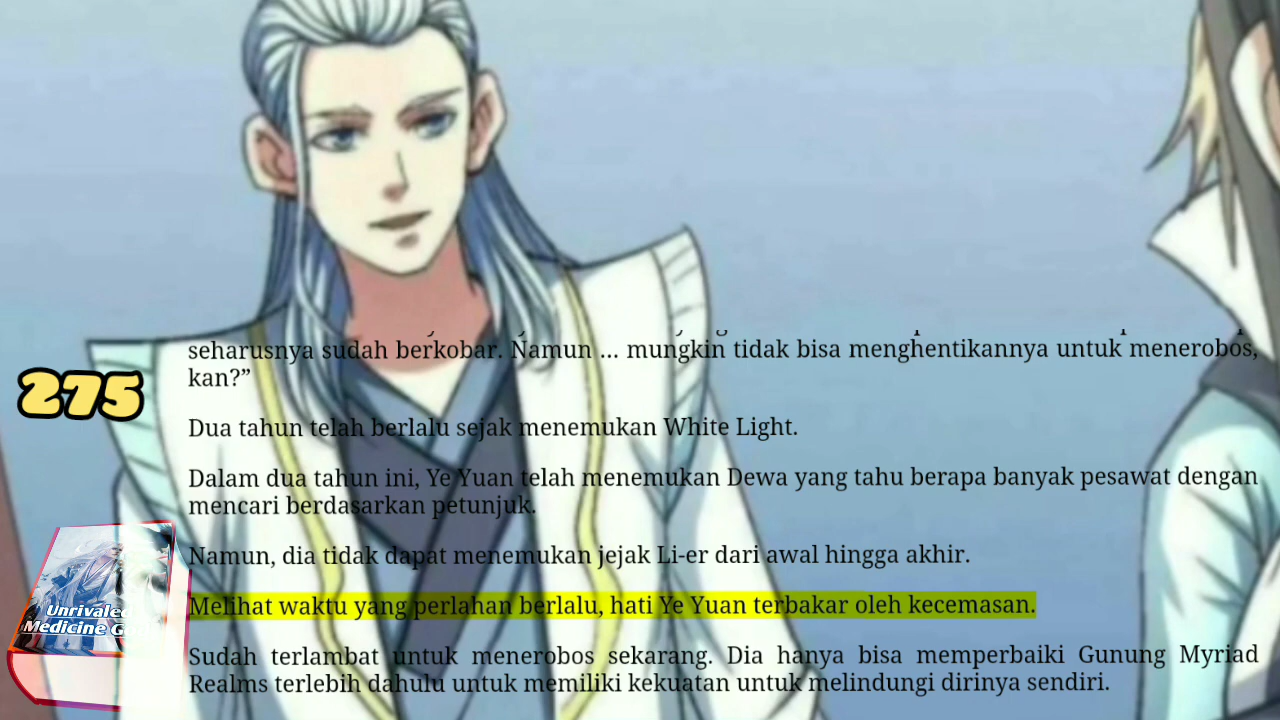 seharusnya sudah berkobar. Namun ... mungkin tidak bisa menghentikannya untuk menerobos,
kan?”
275
Dua tahun telah berlalu sejak menemukan White Light.
Dalam dua tahun ini, Ye Yuan telah menemukan Dewa yang tahu berapa banyak pesawat dengan
mencari berdasarkan petunjuk.
Namun, dia tidak dapat menemukan jejak Li-er dari awal hingga akhir.
Melihat waktu yang perlahan berlalu, hati Ye Yuan terbakar oleh kecemasan.
Unrivaled
Medicine
Sudah terlambat untuk menerobos sekarang. Dia hanya bisa memperbaiki Gunung Myriad
Realms terlebih dahulu untuk memiliki kekuatan untuk melindungi dirinya sendiri.